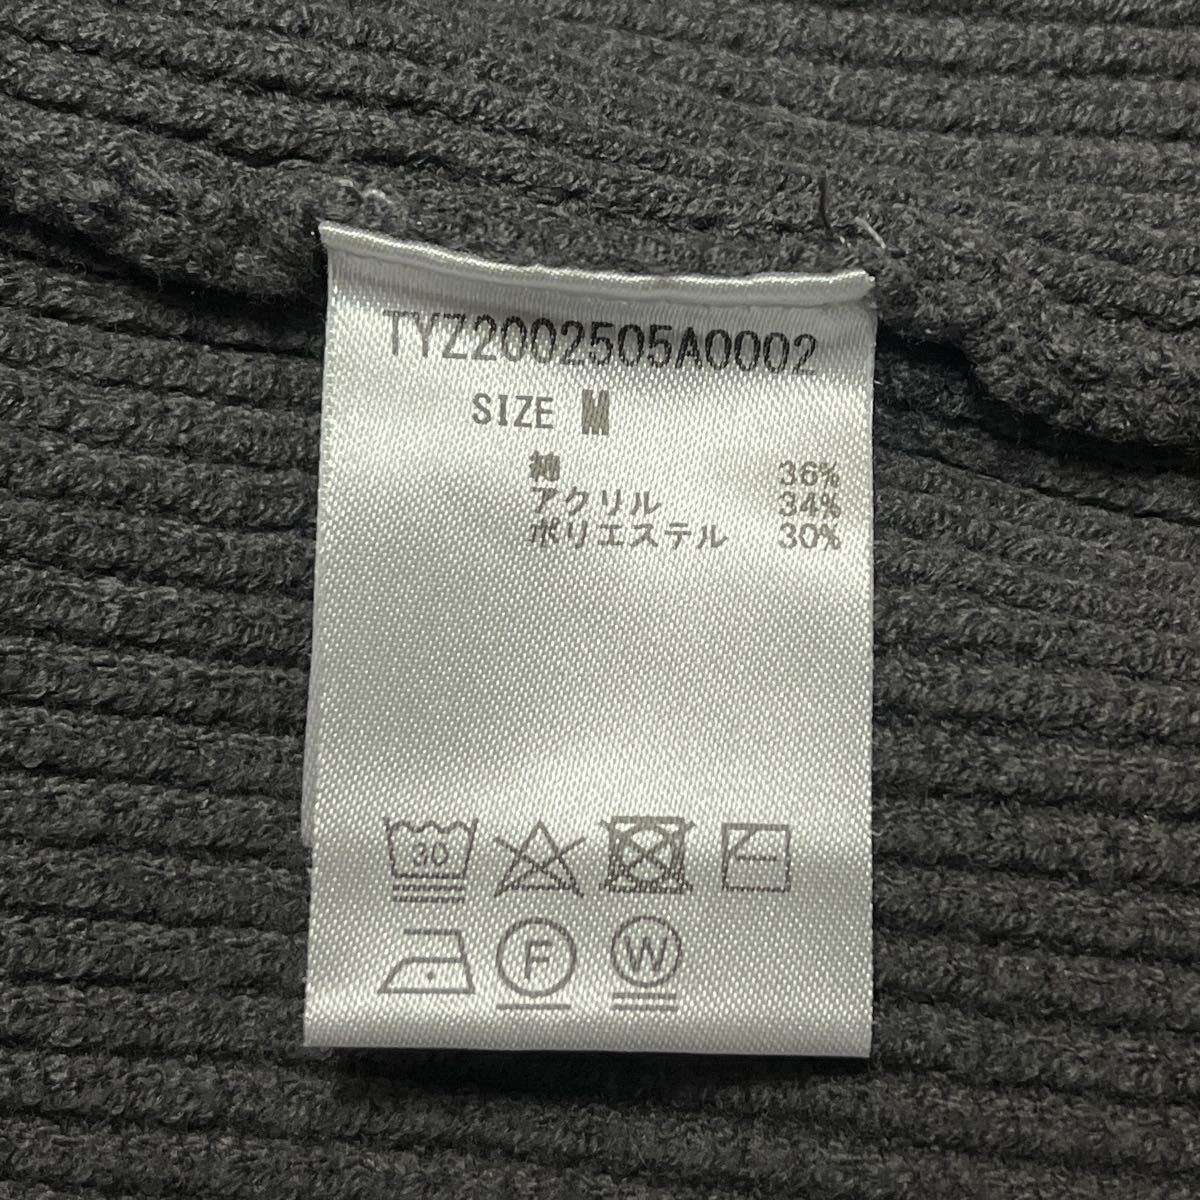 TYZ2002505A0002
SIZE M
綿 36%
アクリル 34%
ポリエステル 30%
30
F W